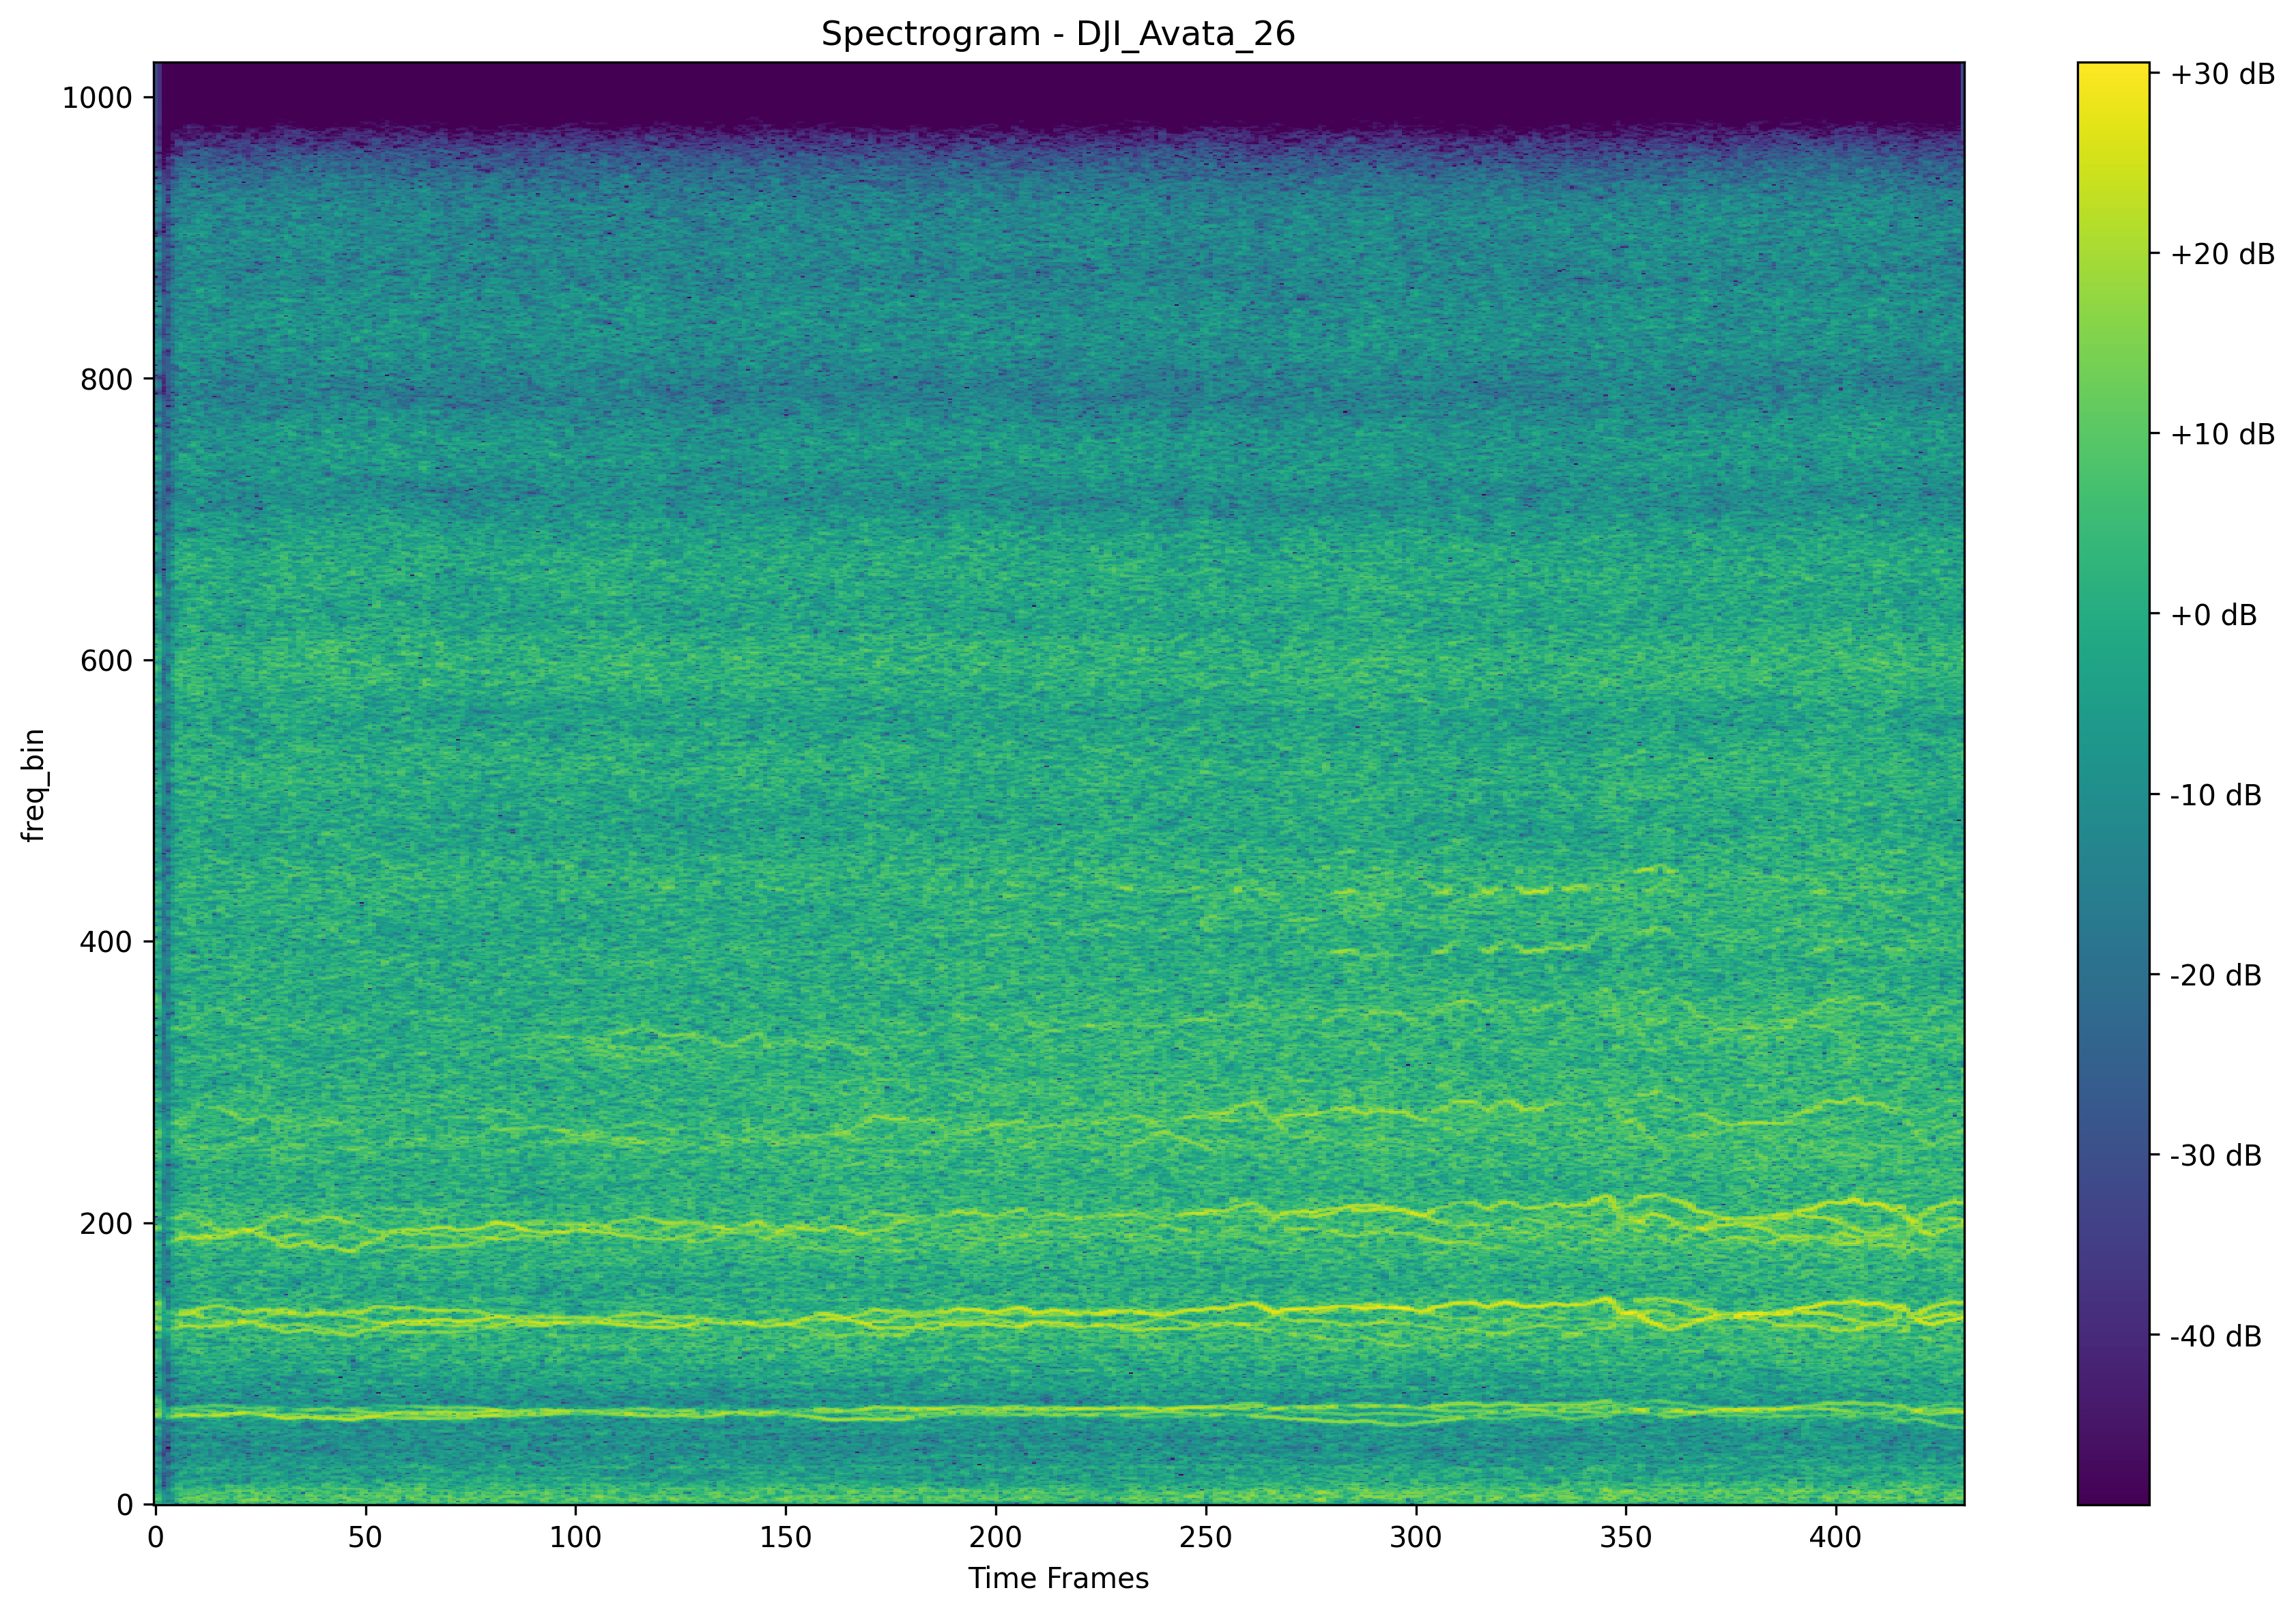 Spectrogram - DJI_Avata_26
1000
800
600
400
200
0
freq_bin
0 50 100 150 200 250 300 350 400
Time Frames
+30 dB
+20 dB
+10 dB
+0 dB
-10 dB
-20 dB
-30 dB
-40 dB